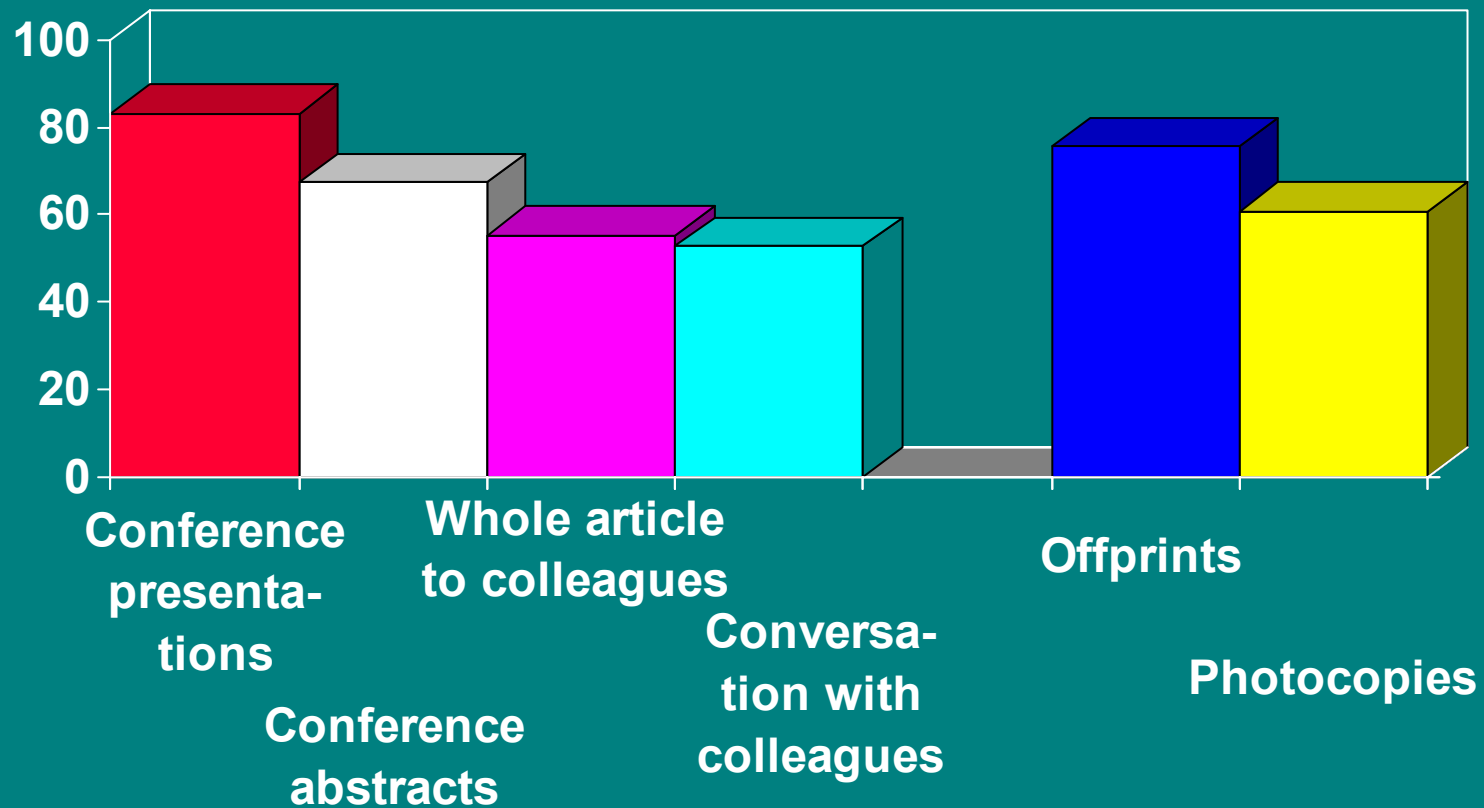 100
80
60
40
20
0
Conference
presenta-
tions
Conference
abstracts
Whole article
to colleagues
Conversa-
tion with
colleagues
Offprints
Photocopies